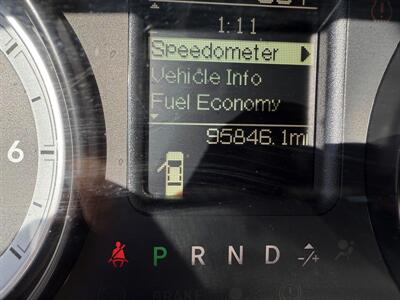 1:11
Speedometer
Vehicle Info
Fuel Economy
95846.1mi
6
P R N D -/+